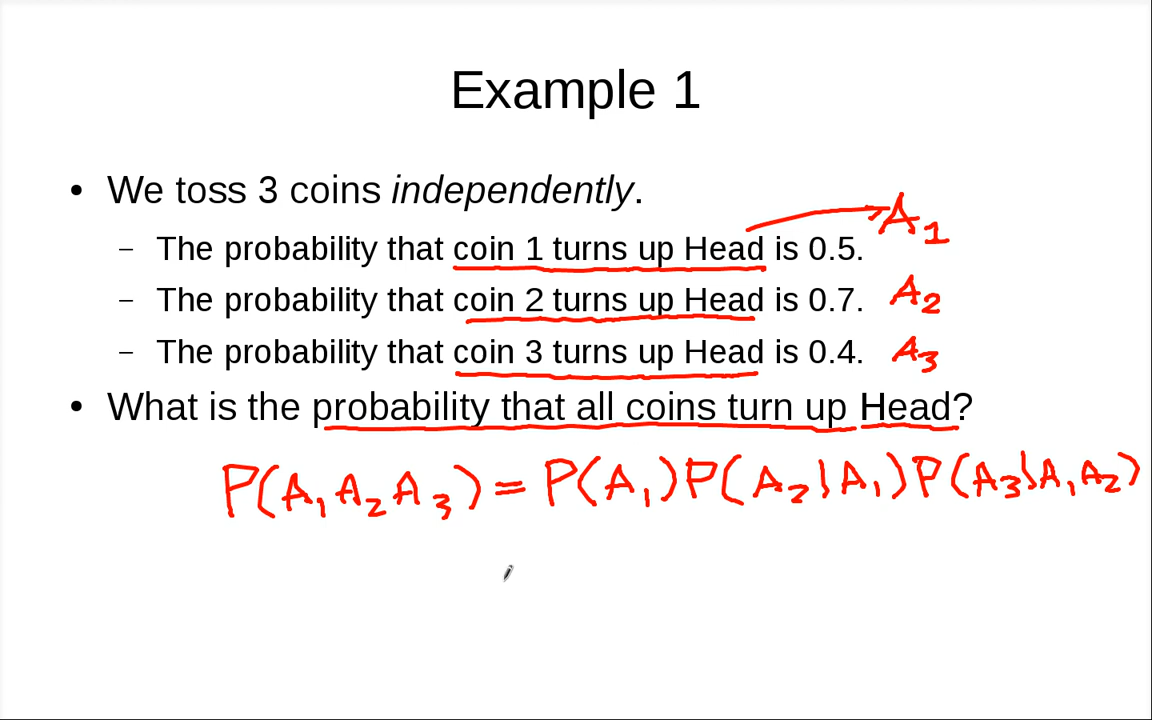 Example 1
• We toss 3 coins independently.
– The probability that coin 1 turns up Head is 0.5. A₁
– The probability that coin 2 turns up Head is 0.7. A₂
– The probability that coin 3 turns up Head is 0.4. A₃
• What is the probability that all coins turn up Head?
P(A₁A₂A₃) = P(A₁)P(A₂|A₁)P(A₃|A₁A₂)